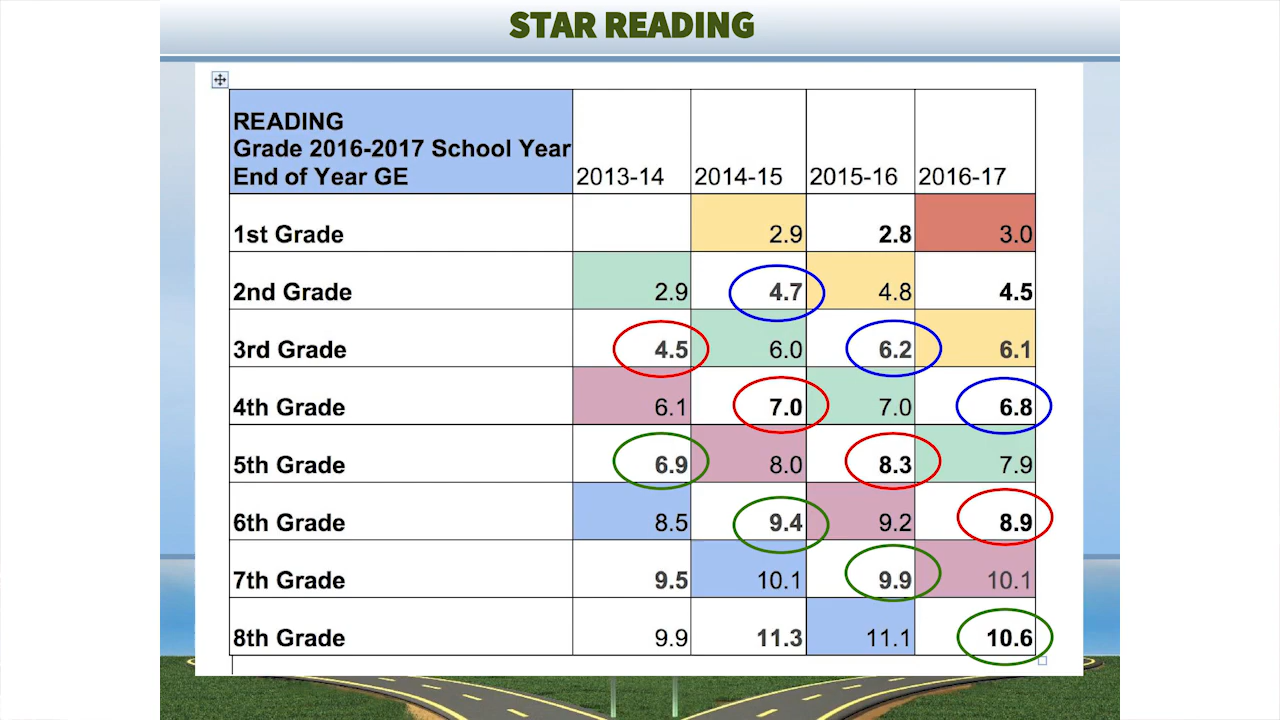 STAR READING
READING
Grade 2016-2017 School Year
End of Year GE 2013-14 2014-15 2015-16 2016-17
1st Grade 2.9 2.8 3.0
2nd Grade 2.9 4.7 4.8 4.5
3rd Grade 4.5 6.0 6.2 6.1
4th Grade 6.1 7.0 7.0 6.8
5th Grade 6.9 8.0 8.3 7.9
6th Grade 8.5 9.4 9.2 8.9
7th Grade 9.5 10.1 9.9 10.1
8th Grade 9.9 11.3 11.1 10.6